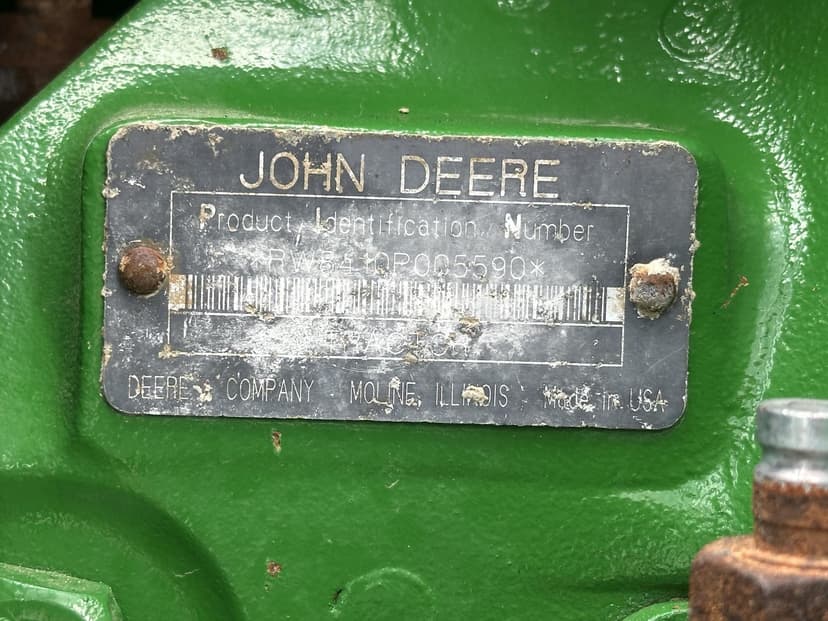 JOHN DEERE
Product Identification Number
RW8410P005590*
DEERE & COMPANY MOLINE, ILLINOIS Made in USA